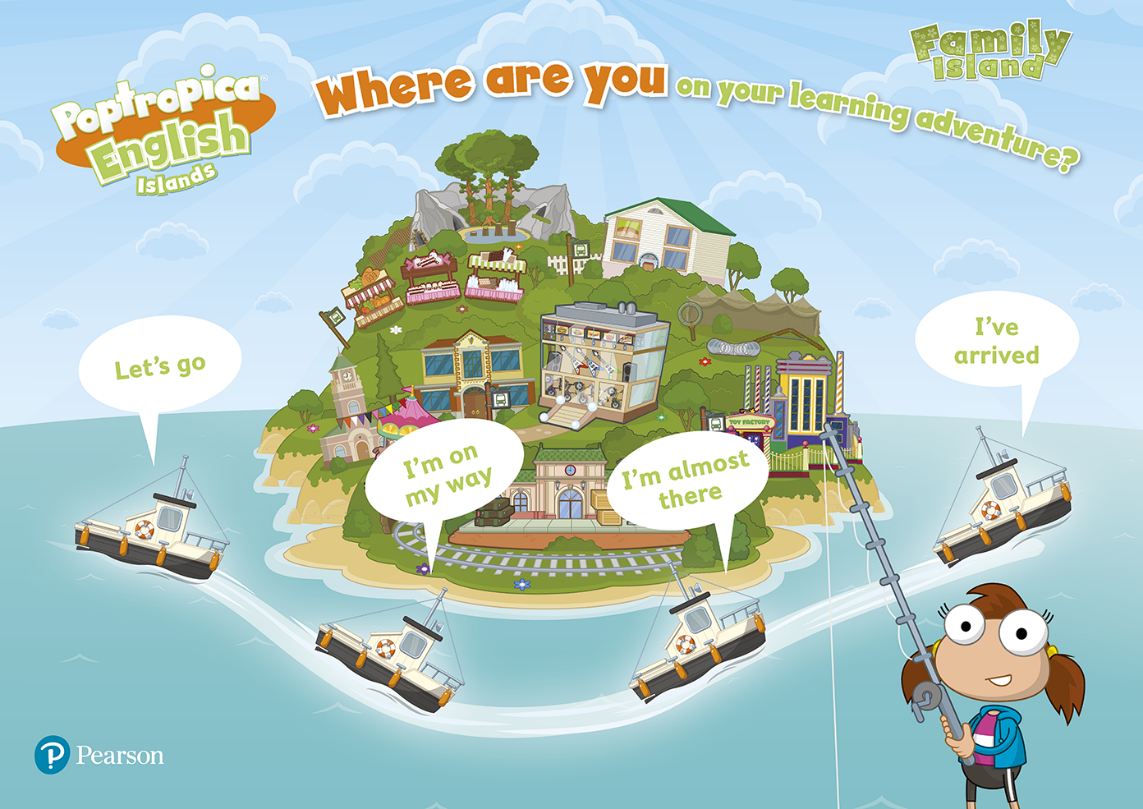 Poptropica®
English
Islands
Where are you on your learning adventure?
Family
Island
Let's go
I'm on
my way
I'm almost
there
I've
arrived
TOY FACTORY
Pearson